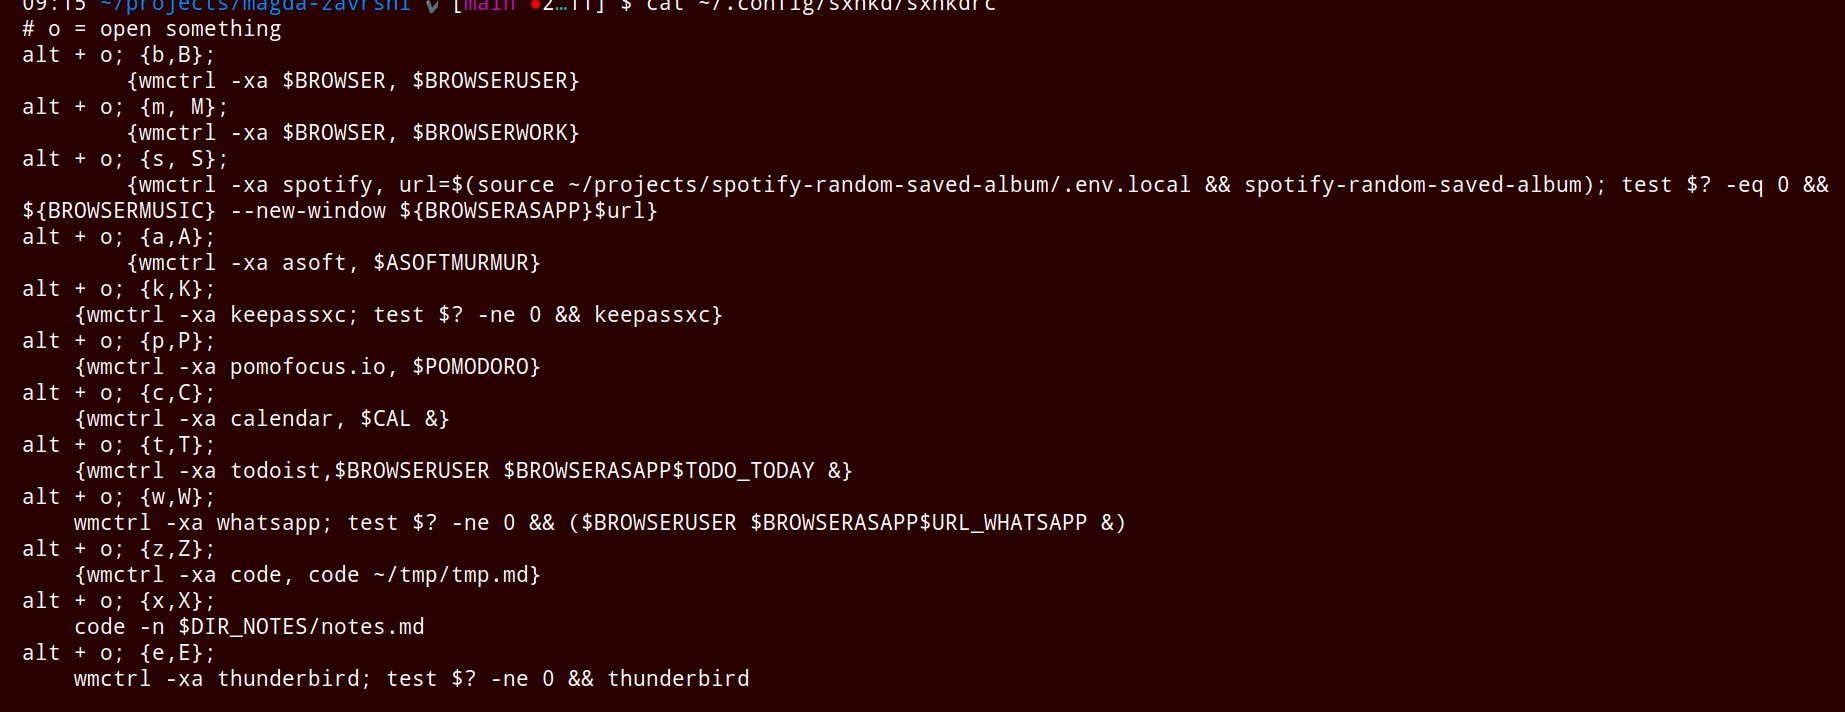 09:15 ~/projects/magda-zavrsni ✔ [main ●2…11] $ cat ~/.config/sxhkd/sxhkdrc
# o = open something
alt + o; {b,B};
        {wmctrl -xa $BROWSER, $BROWSERUSER}
alt + o; {m, M};
        {wmctrl -xa $BROWSER, $BROWSERWORK}
alt + o; {s, S};
        {wmctrl -xa spotify, url=$(source ~/projects/spotify-random-saved-album/.env.local && spotify-random-saved-album); test $? -eq 0 &&
${BROWSERMUSIC} --new-window ${BROWSERASAPP}$url}
alt + o; {a,A};
        {wmctrl -xa asoft, $ASOFTMURMUR}
alt + o; {k,K};
    {wmctrl -xa keepassxc; test $? -ne 0 && keepassxc}
alt + o; {p,P};
    {wmctrl -xa pomofocus.io, $POMODORO}
alt + o; {c,C};
    {wmctrl -xa calendar, $CAL &}
alt + o; {t,T};
    {wmctrl -xa todoist,$BROWSERUSER $BROWSERASAPP$TODO_TODAY &}
alt + o; {w,W};
    wmctrl -xa whatsapp; test $? -ne 0 && ($BROWSERUSER $BROWSERASAPP$URL_WHATSAPP &)
alt + o; {z,Z};
    {wmctrl -xa code, code ~/tmp/tmp.md}
alt + o; {x,X};
    code -n $DIR_NOTES/notes.md
alt + o; {e,E};
    wmctrl -xa thunderbird; test $? -ne 0 && thunderbird